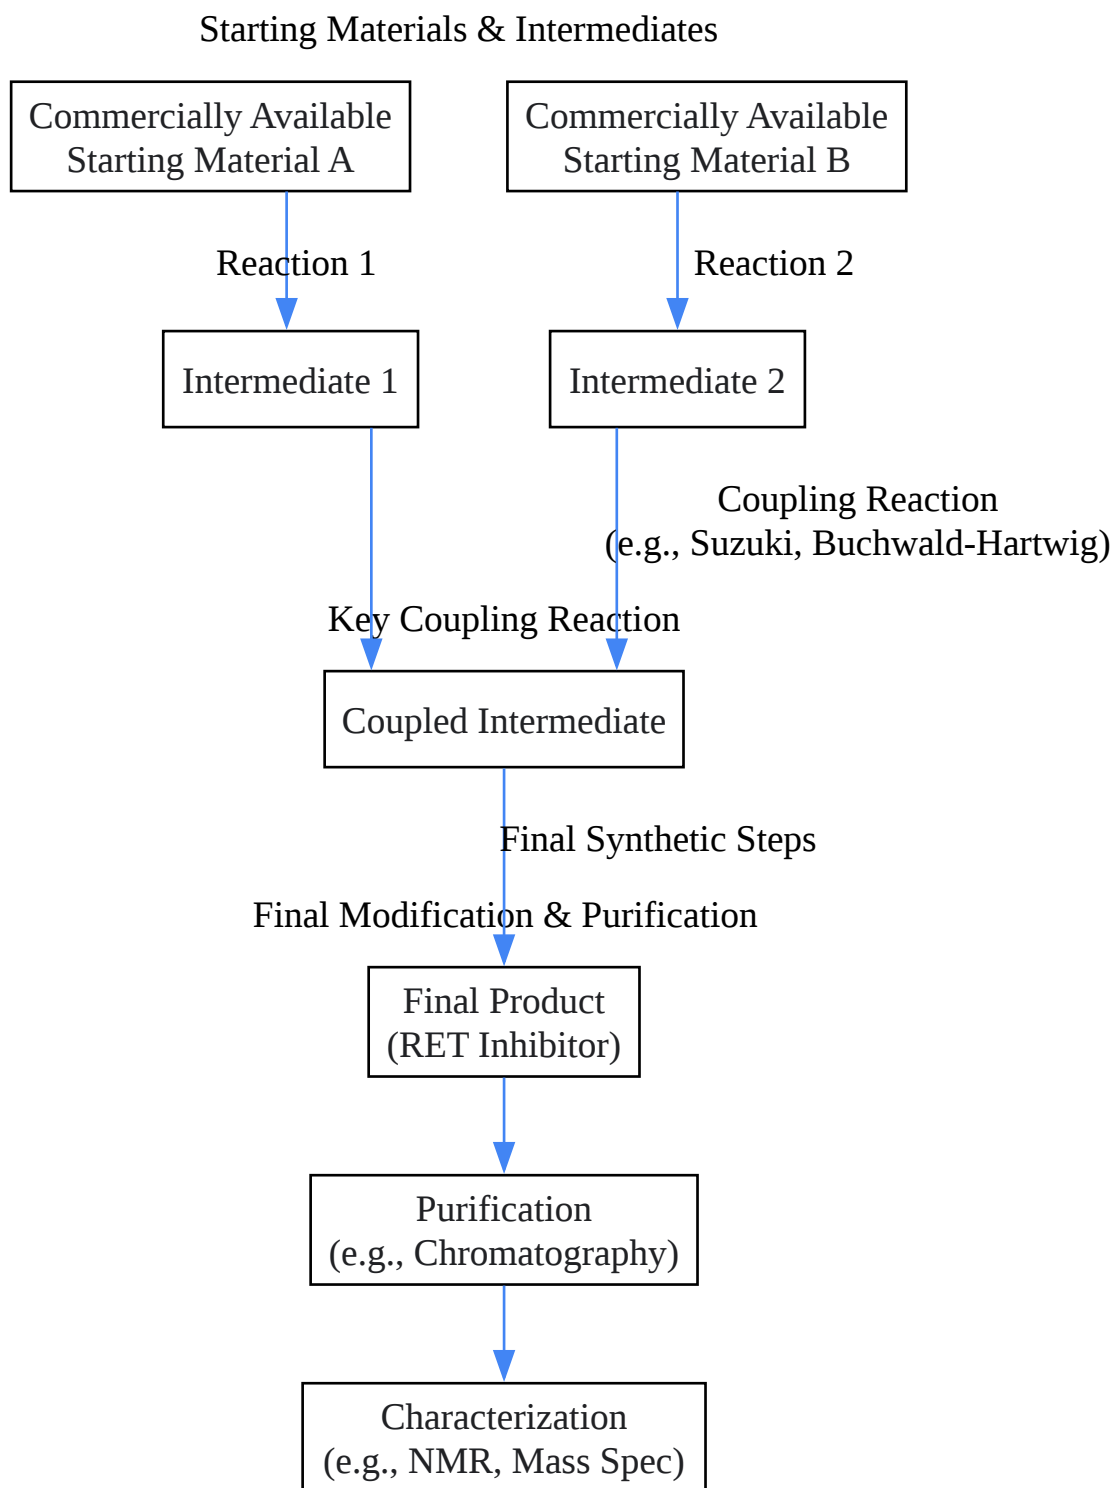 Starting Materials & Intermediates
Commercially Available
Starting Material A
Commercially Available
Starting Material B
Reaction 1
Reaction 2
Intermediate 1
Intermediate 2
Coupling Reaction
(e.g., Suzuki, Buchwald-Hartwig)
Key Coupling Reaction
Coupled Intermediate
Final Synthetic Steps
Final Modification & Purification
Final Product
(RET Inhibitor)
Purification
(e.g., Chromatography)
Characterization
(e.g., NMR, Mass Spec)